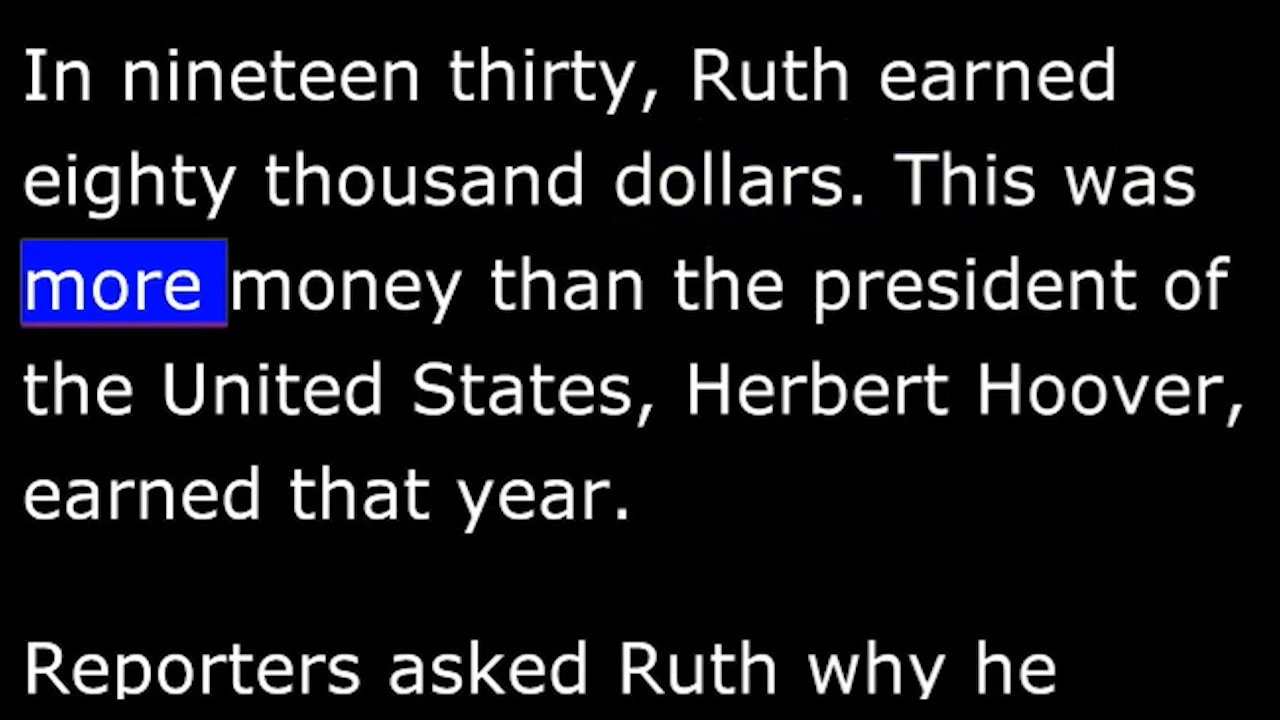 In nineteen thirty, Ruth earned
eighty thousand dollars. This was
more money than the president of
the United States, Herbert Hoover,
earned that year.
Reporters asked Ruth why he